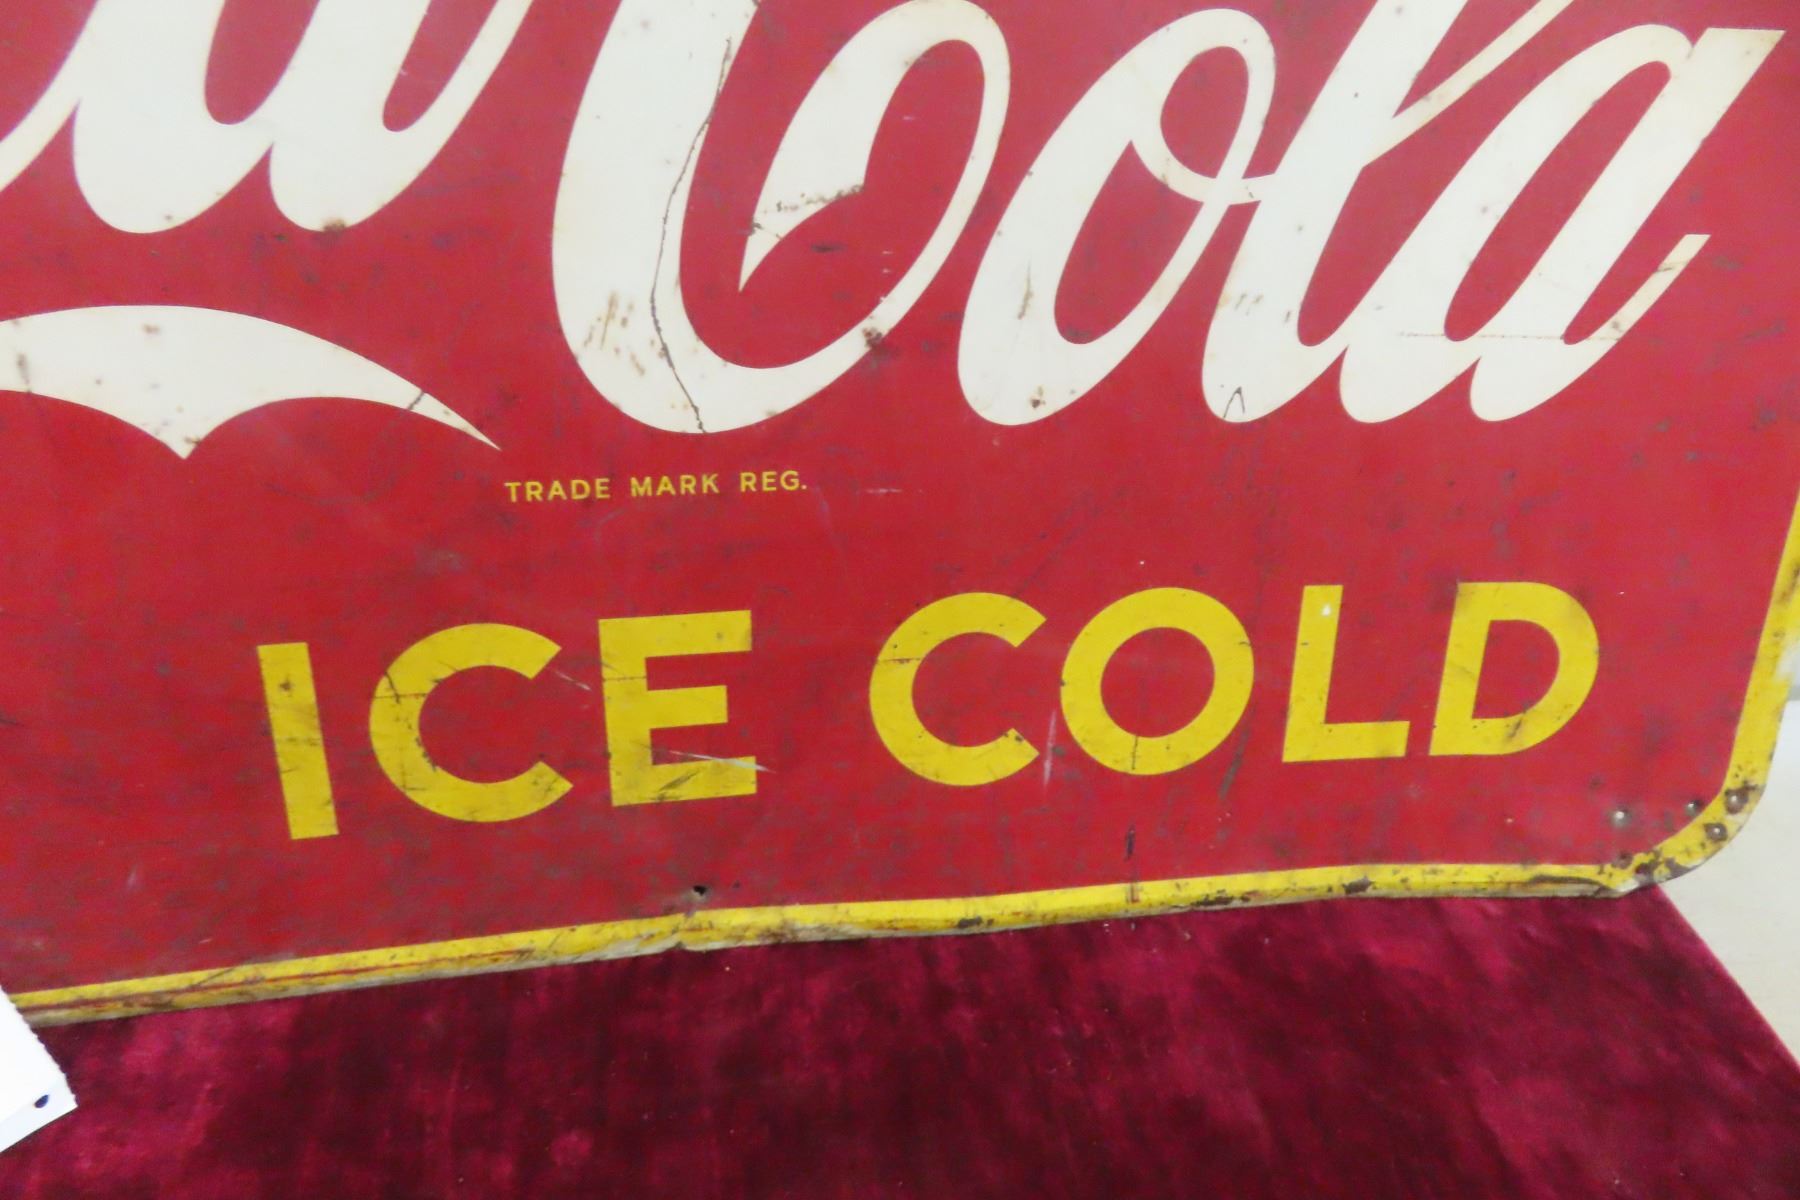 Cola
TRADE MARK REG.
ICE COLD